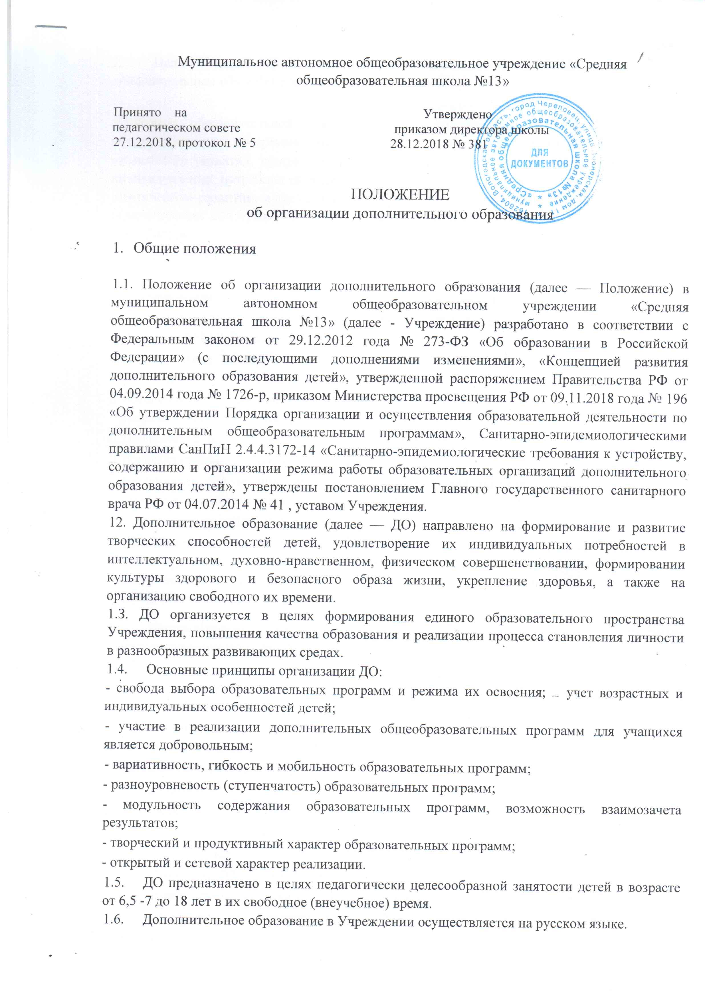 Муниципальное автономное общеобразовательное учреждение «Средняя
общеобразовательная школа №13»
Принято на
педагогическом совете
27.12.2018, протокол № 5
Утверждено
приказом директора школы
28.12.2018 № 381
162604, Вологодская область, город Череповец, улица Пионерская, дом 11
муниципальное автономное общеобразовательное учреждение
«Средняя общеобразовательная школа №13»
ДЛЯ
ДОКУМЕНТОВ
ПОЛОЖЕНИЕ
об организации дополнительного образования
1. Общие положения
1.1. Положение об организации дополнительного образования (далее — Положение) в
муниципальном автономном общеобразовательном учреждении «Средняя
общеобразовательная школа №13» (далее - Учреждение) разработано в соответствии с
Федеральным законом от 29.12.2012 года № 273-ФЗ «Об образовании в Российской
Федерации» (с последующими дополнениями изменениями», «Концепцией развития
дополнительного образования детей», утвержденной распоряжением Правительства РФ от
04.09.2014 года № 1726-р, приказом Министерства просвещения РФ от 09.11.2018 года № 196
«Об утверждении Порядка организации и осуществления образовательной деятельности по
дополнительным общеобразовательным программам», Санитарно-эпидемиологическими
правилами СанПиН 2.4.4.3172-14 «Санитарно-эпидемиологические требования к устройству,
содержанию и организации режима работы образовательных организаций дополнительного
образования детей», утверждены постановлением Главного государственного санитарного
врача РФ от 04.07.2014 № 41 , уставом Учреждения.
12. Дополнительное образование (далее — ДО) направлено на формирование и развитие
творческих способностей детей, удовлетворение их индивидуальных потребностей в
интеллектуальном, духовно-нравственном, физическом совершенствовании, формировании
культуры здорового и безопасного образа жизни, укрепление здоровья, а также на
организацию свободного их времени.
1.3. ДО организуется в целях формирования единого образовательного пространства
Учреждения, повышения качества образования и реализации процесса становления личности
в разнообразных развивающих средах.
1.4. Основные принципы организации ДО:
- свобода выбора образовательных программ и режима их освоения; – учет возрастных и
индивидуальных особенностей детей;
- участие в реализации дополнительных общеобразовательных программ для учащихся
является добровольным;
- вариативность, гибкость и мобильность образовательных программ;
- разноуровневость (ступенчатость) образовательных программ;
- модульность содержания образовательных программ, возможность взаимозачета
результатов;
- творческий и продуктивный характер образовательных программ;
- открытый и сетевой характер реализации.
1.5. ДО предназначено в целях педагогически целесообразной занятости детей в возрасте
от 6,5 -7 до 18 лет в их свободное (внеучебное) время.
1.6. Дополнительное образование в Учреждении осуществляется на русском языке.